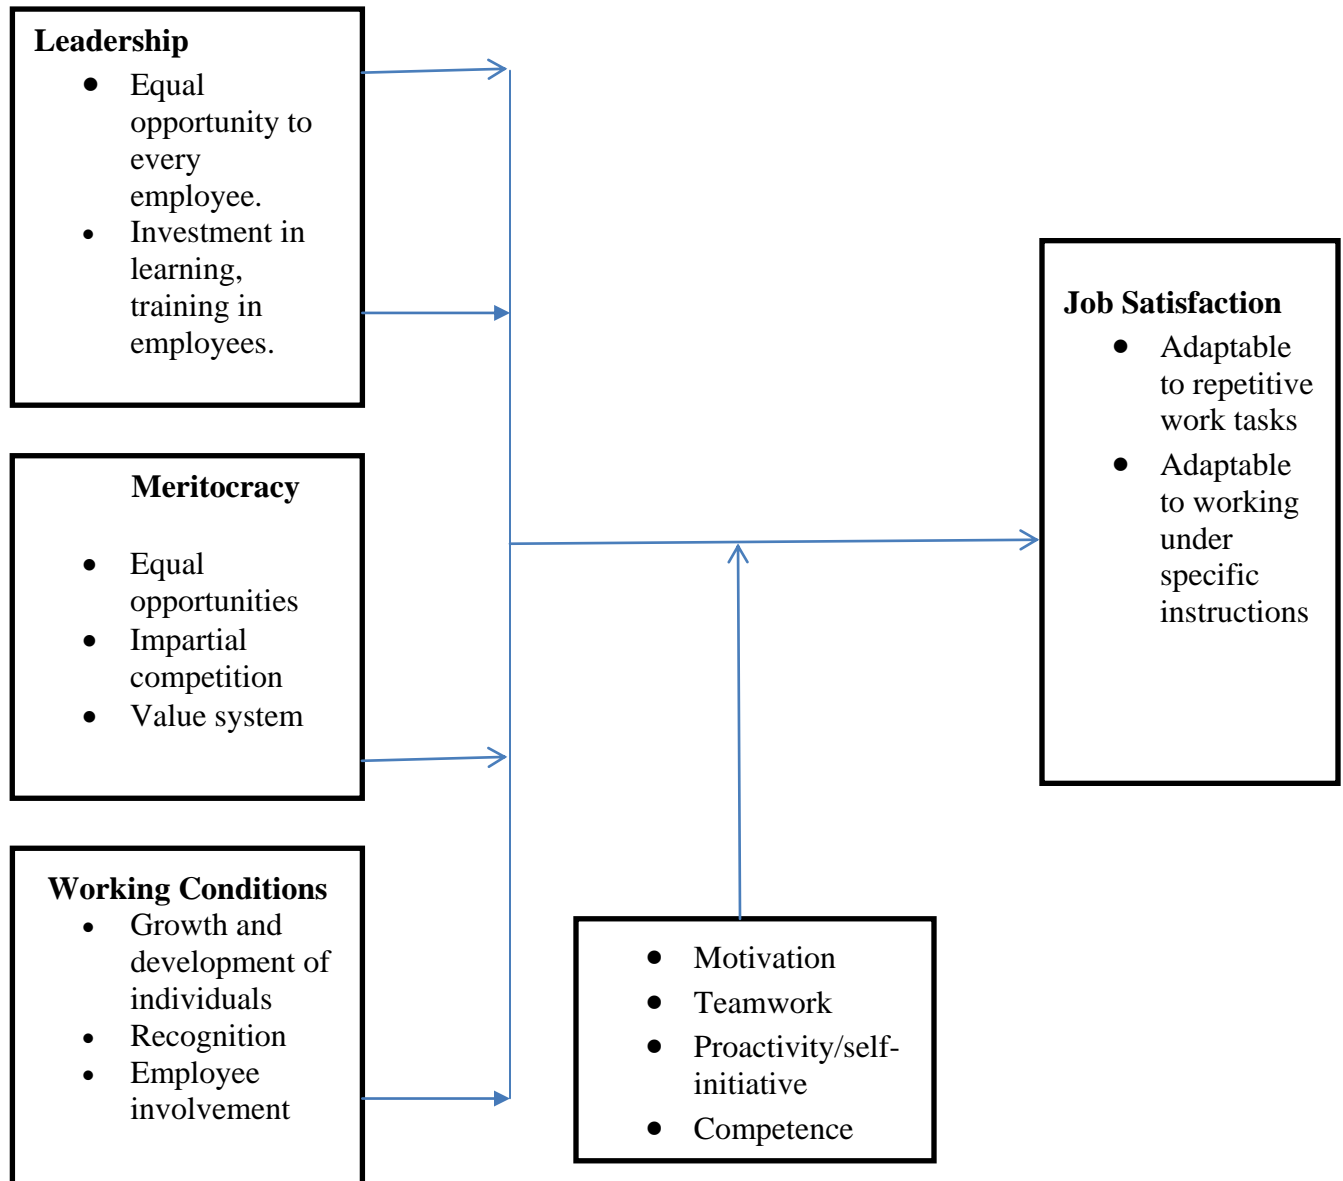 Leadership
• Equal
opportunity to
every
employee.
• Investment in
learning,
training in
employees.
Meritocracy
• Equal
opportunities
• Impartial
competition
• Value system
Working Conditions
• Growth and
development of
individuals
• Recognition
• Employee
involvement
• Motivation
• Teamwork
• Proactivity/self-
initiative
• Competence
Job Satisfaction
• Adaptable
to repetitive
work tasks
• Adaptable
to working
under
specific
instructions